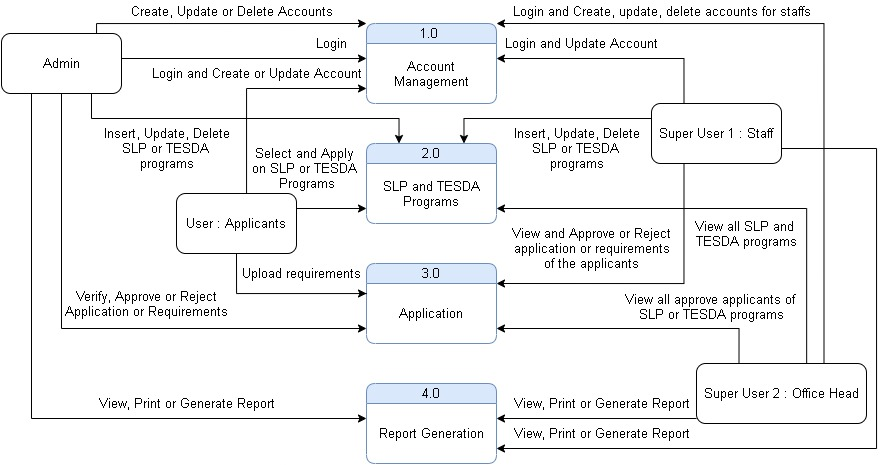 Create, Update or Delete Accounts
Login and Create, update, delete accounts for staffs
1.0
Account
Management
Login
Login and Update Account
Admin
Login and Create or Update Account
Insert, Update, Delete
SLP or TESDA
programs
Select and Apply
on SLP or TESDA
Programs
2.0
SLP and TESDA
Programs
Insert, Update, Delete
SLP or TESDA
programs
Super User 1 : Staff
User : Applicants
View and Approve or Reject
application or requirements
of the applicants
View all SLP and
TESDA programs
Upload requirements
3.0
Application
Verify, Approve or Reject
Application or Requirements
View all approve applicants of
SLP or TESDA programs
4.0
Report Generation
View, Print or Generate Report
View, Print or Generate Report
Super User 2 : Office Head
View, Print or Generate Report